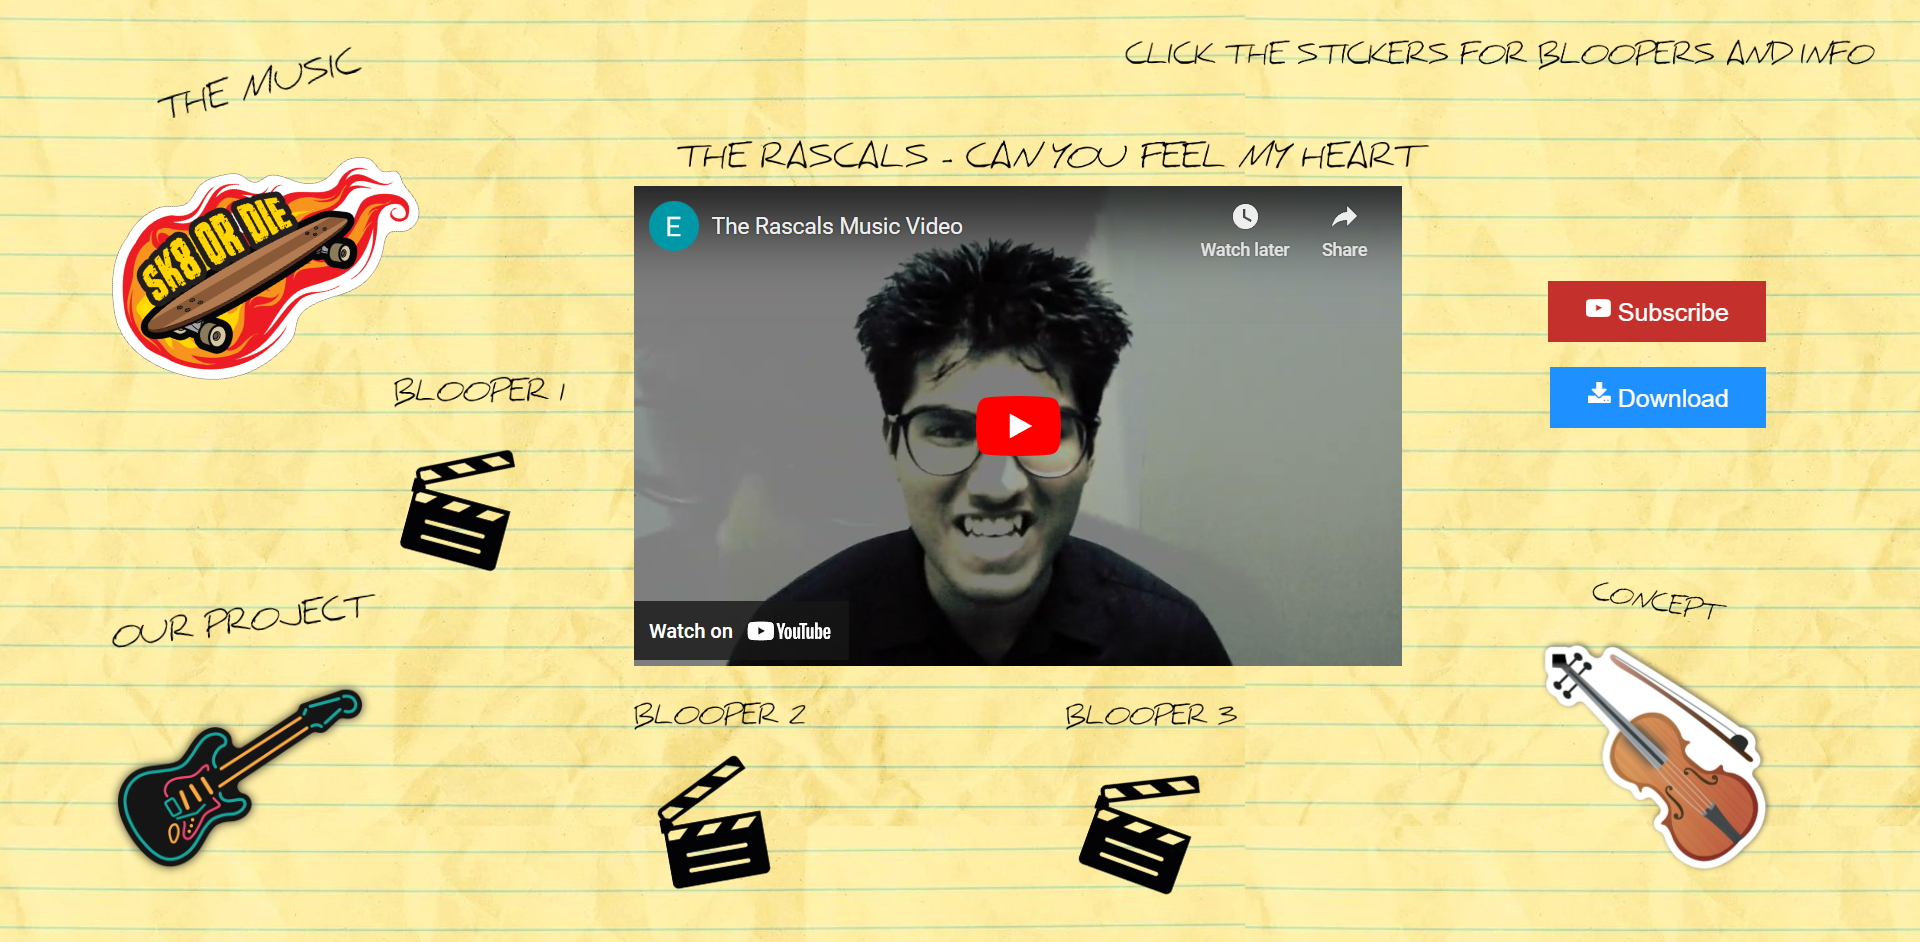 CLICK THE STICKERS FOR BLOOPERS AND INFO
THE MUSIC
THE RASCALS - CAN YOU FEEL MY HEART
SK8 OR DIE
E
The Rascals Music Video
Watch later
Share
Subscribe
Download
BLOOPER 1
OUR PROJECT
Watch on YouTube
CONCEPT
BLOOPER 2
BLOOPER 3